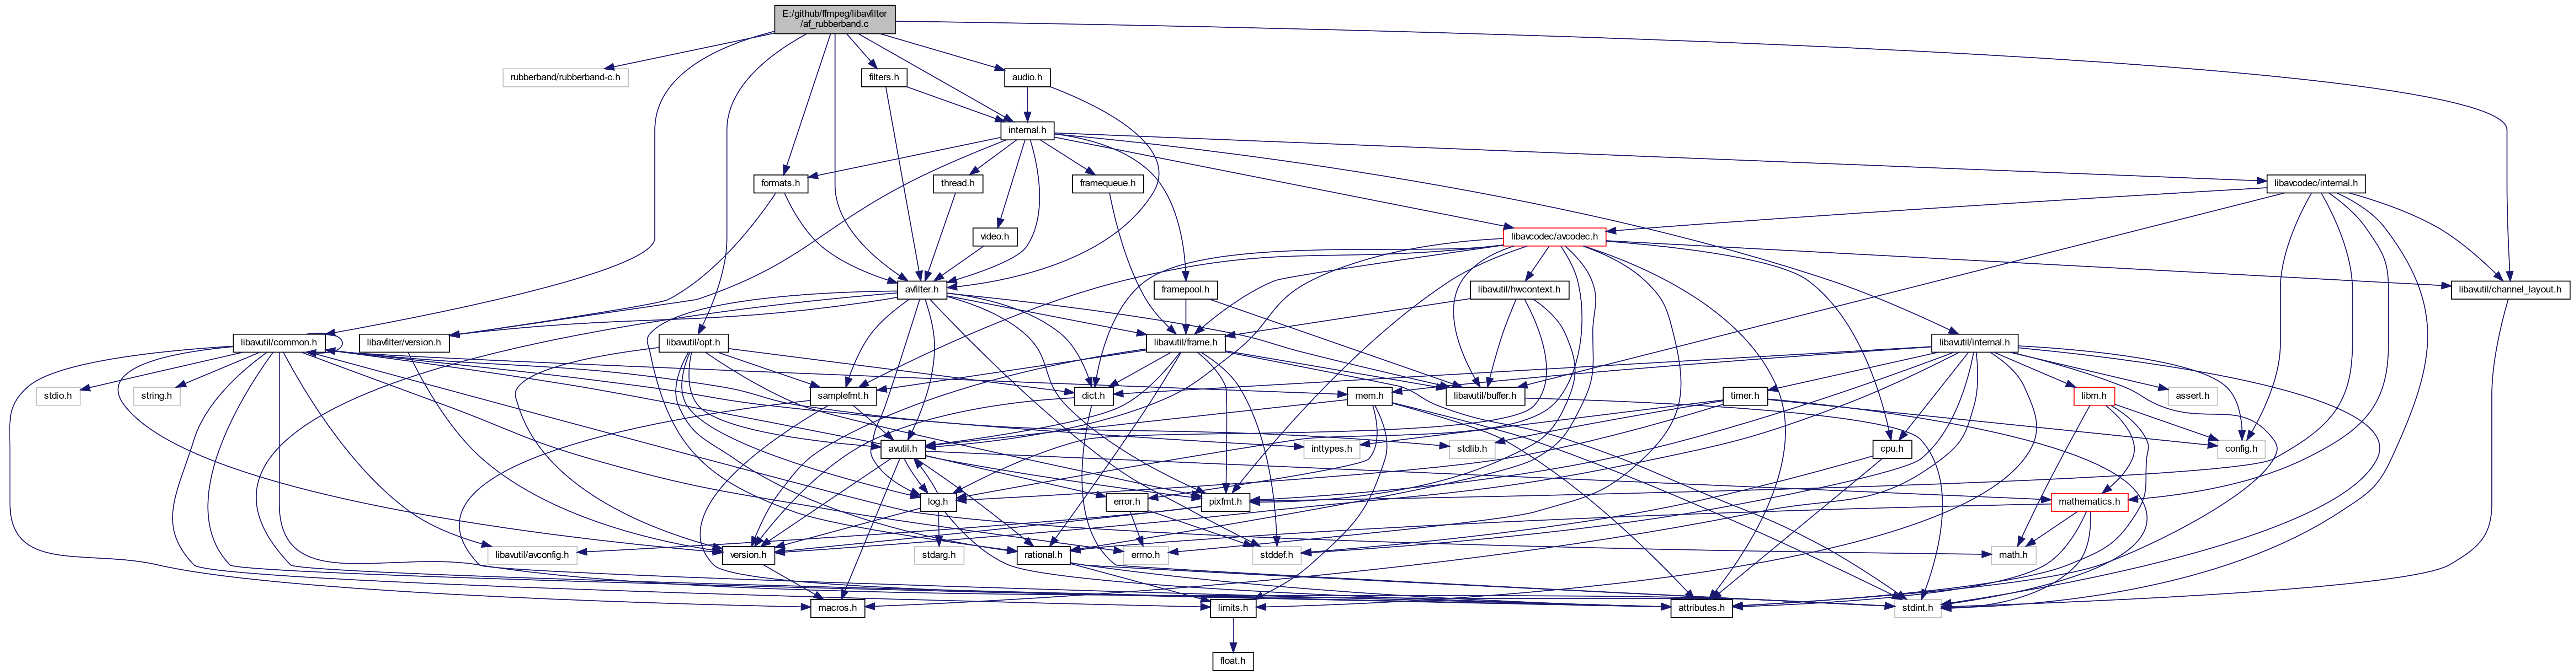 E:/github/ffmpeg/libavfilter
/af_rubberband.c
rubberband/rubberband-c.h
filters.h
audio.h
internal.h
formats.h
thread.h
framequeue.h
libavcodec/internal.h
video.h
libavcodec/avcodec.h
avfilter.h
framepool.h
libavutil/hwcontext.h
libavutil/channel_layout.h
libavutil/common.h
libavfilter/version.h
libavutil/opt.h
libavutil/frame.h
libavutil/internal.h
stdio.h
string.h
samplefmt.h
dict.h
mem.h
libavutil/buffer.h
timer.h
libm.h
assert.h
avutil.h
inttypes.h
stdlib.h
cpu.h
config.h
log.h
error.h
pixfmt.h
mathematics.h
libavutil/avconfig.h
version.h
stdarg.h
rational.h
errno.h
stddef.h
math.h
macros.h
limits.h
attributes.h
stdint.h
float.h